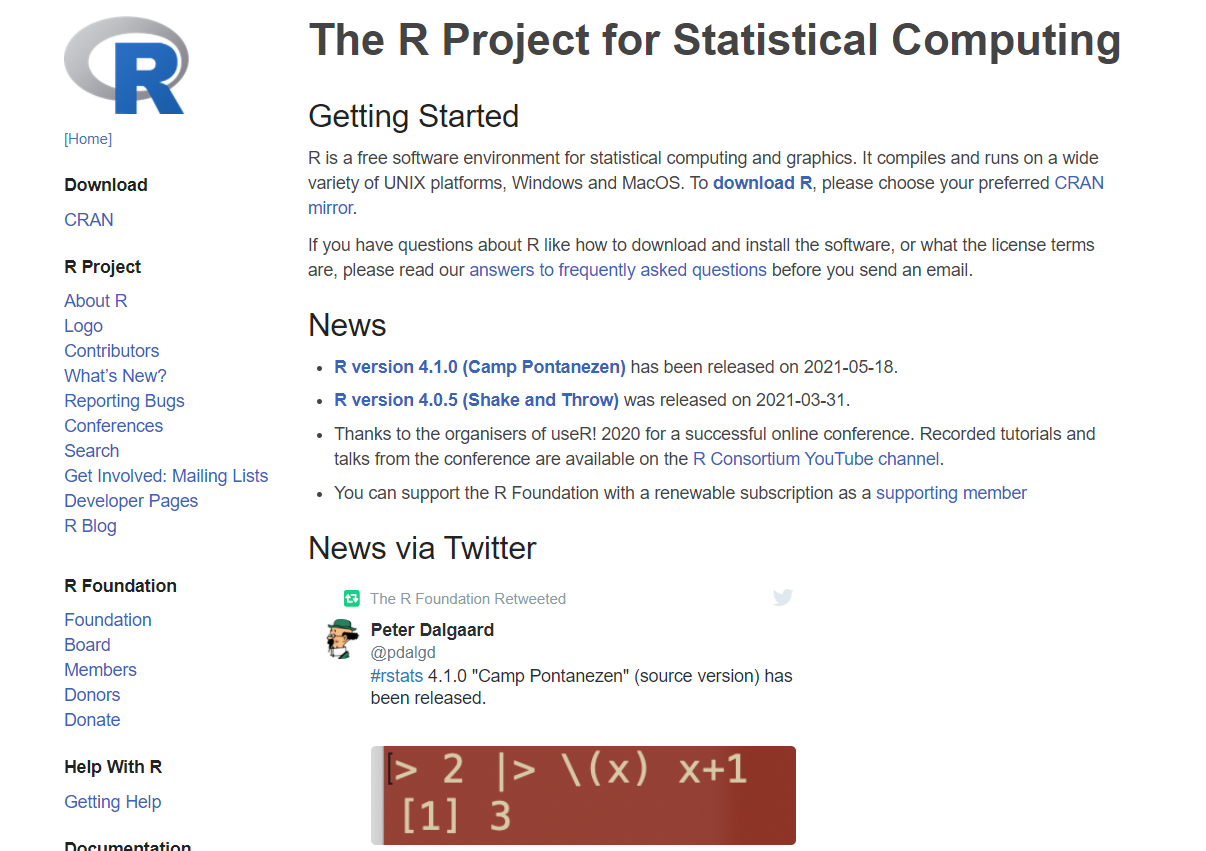 R
[Home]
Download
CRAN
R Project
About R
Logo
Contributors
What's New?
Reporting Bugs
Conferences
Search
Get Involved: Mailing Lists
Developer Pages
R Blog
R Foundation
Foundation
Board
Members
Donors
Donate
Help With R
Getting Help
Documentation
The R Project for Statistical Computing
Getting Started
R is a free software environment for statistical computing and graphics. It compiles and runs on a wide
variety of UNIX platforms, Windows and MacOS. To download R, please choose your preferred CRAN
mirror.
If you have questions about R like how to download and install the software, or what the license terms
are, please read our answers to frequently asked questions before you send an email.
News
• R version 4.1.0 (Camp Pontanezen) has been released on 2021-05-18.
• R version 4.0.5 (Shake and Throw) was released on 2021-03-31.
• Thanks to the organisers of useR! 2020 for a successful online conference. Recorded tutorials and
talks from the conference are available on the R Consortium YouTube channel.
• You can support the R Foundation with a renewable subscription as a supporting member
News via Twitter
The R Foundation Retweeted
Peter Dalgaard
@pdalgd
#rstats 4.1.0 "Camp Pontanezen" (source version) has
been released.
> 2 |> \(x) x+1
[1] 3